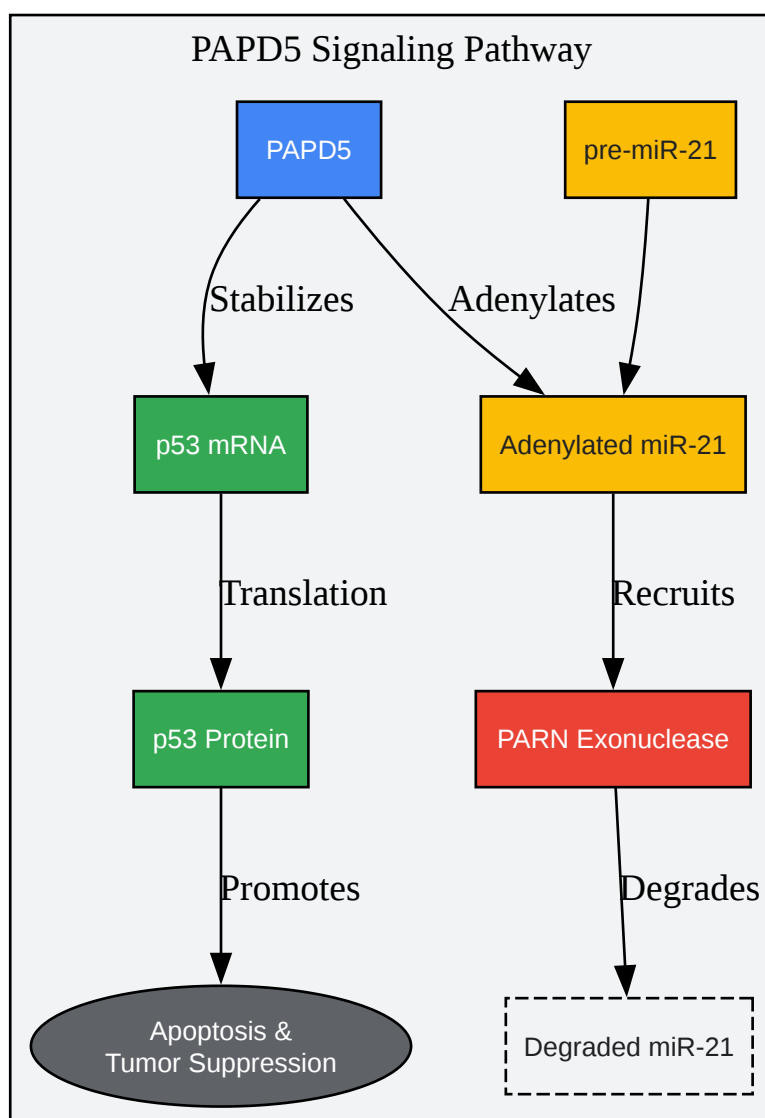 PAPD5 Signaling Pathway
PAPD5
pre-miR-21
Stabilizes
Adenylates
p53 mRNA
Adenylated miR-21
Translation
Recruits
p53 Protein
PARN Exonuclease
Promotes
Degrades
Apoptosis &
Tumor Suppression
Degraded miR-21